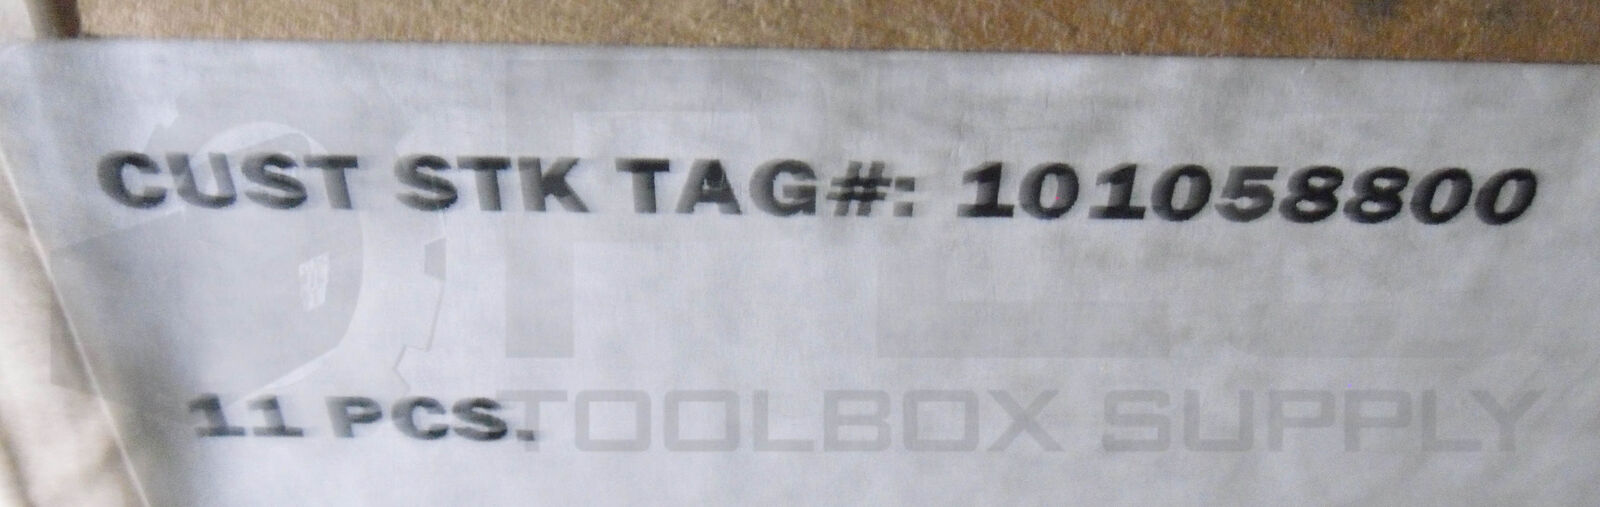 CUST STK TAG#: 101058800
11 PCS.
TOOLBOX SUPPLY